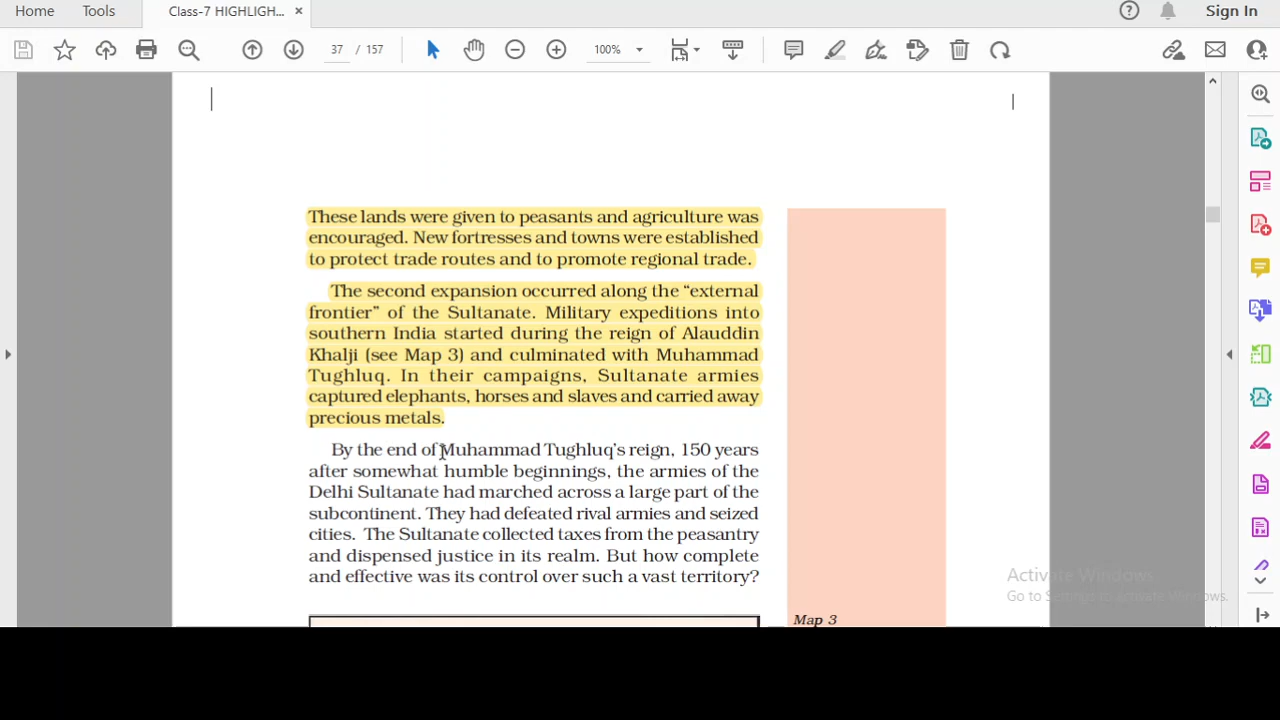 Home Tools Class-7 HIGHLIGH... × Sign In
37 / 157 100%
These lands were given to peasants and agriculture was
encouraged. New fortresses and towns were established
to protect trade routes and to promote regional trade.
The second expansion occurred along the “external
frontier” of the Sultanate. Military expeditions into
southern India started during the reign of Alauddin
Khalji (see Map 3) and culminated with Muhammad
Tughluq. In their campaigns, Sultanate armies
captured elephants, horses and slaves and carried away
precious metals.
By the end of Muhammad Tughluq’s reign, 150 years
after somewhat humble beginnings, the armies of the
Delhi Sultanate had marched across a large part of the
subcontinent. They had defeated rival armies and seized
cities. The Sultanate collected taxes from the peasantry
and dispensed justice in its realm. But how complete
and effective was its control over such a vast territory?
Map 3
Activate Windows
Go to Settings to activate Windows.